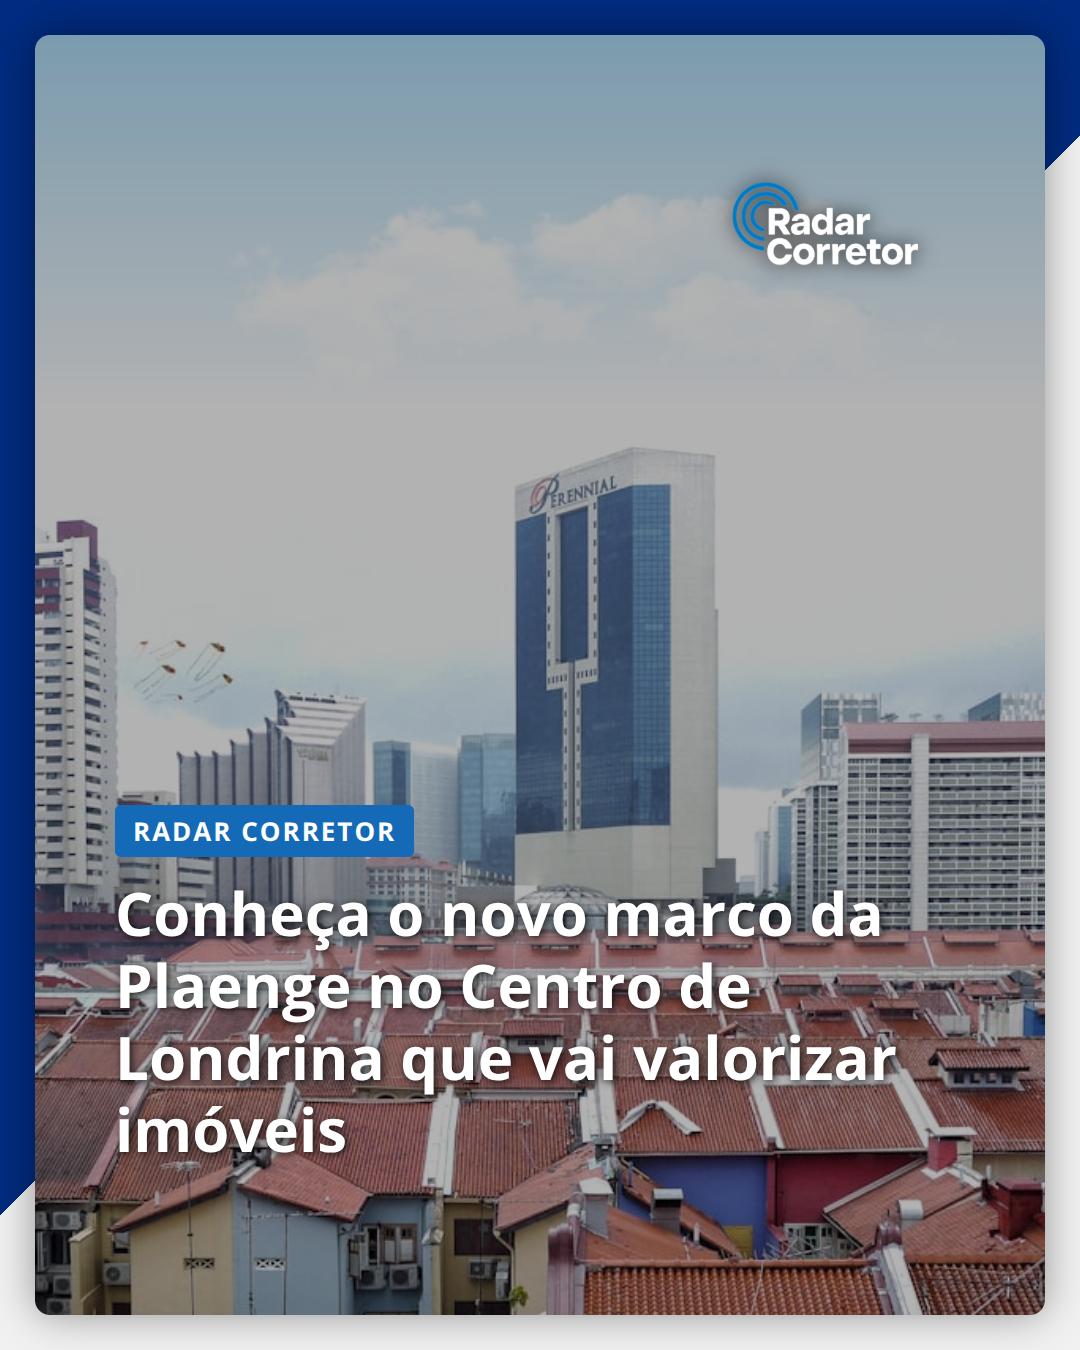 Radar
Corretor
PERENNIAL
RADAR CORRETOR
Conheça o novo marco da
Plaenge no Centro de
Londrina que vai valorizar
imóveis